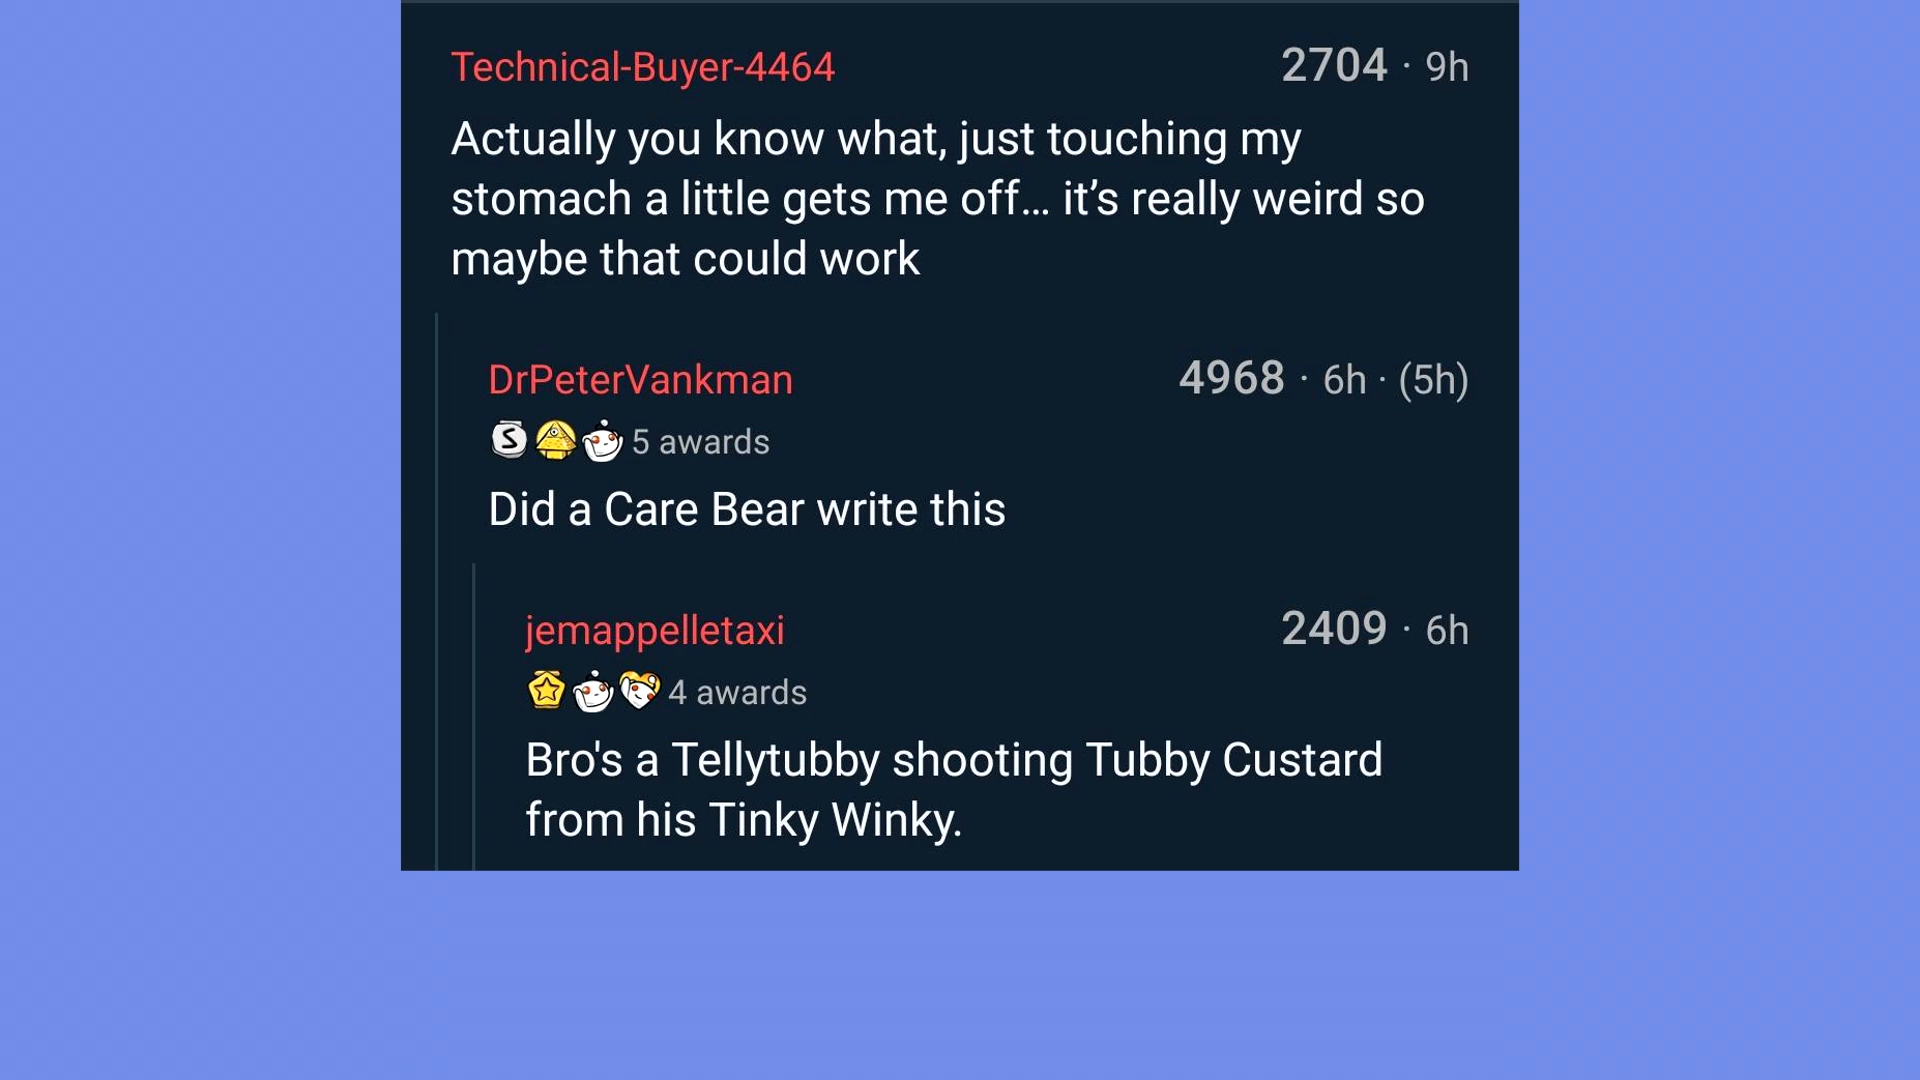 Technical-Buyer-4464 2704 · 9h
Actually you know what, just touching my
stomach a little gets me off... it’s really weird so
maybe that could work
DrPeterVankman 4968 · 6h · (5h)
S 5 awards
Did a Care Bear write this
jemappelletaxi 2409 · 6h
4 awards
Bro's a Tellytubby shooting Tubby Custard
from his Tinky Winky.